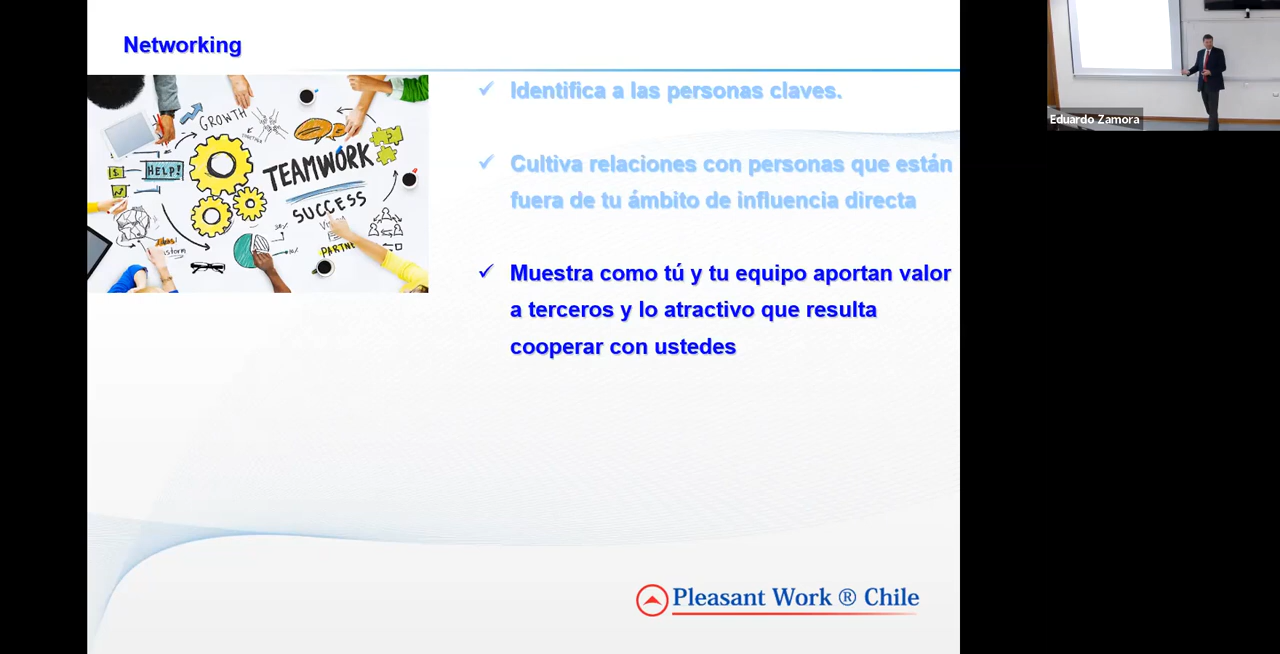 Networking
✓ Identifica a las personas claves.
✓ Cultiva relaciones con personas que están
fuera de tu ámbito de influencia directa
✓ Muestra como tú y tu equipo aportan valor
a terceros y lo atractivo que resulta
cooperar con ustedes
GROWTH
TEAMWORK
HELP!
SUCCESS
Eduardo Zamora
Pleasant Work ® Chile